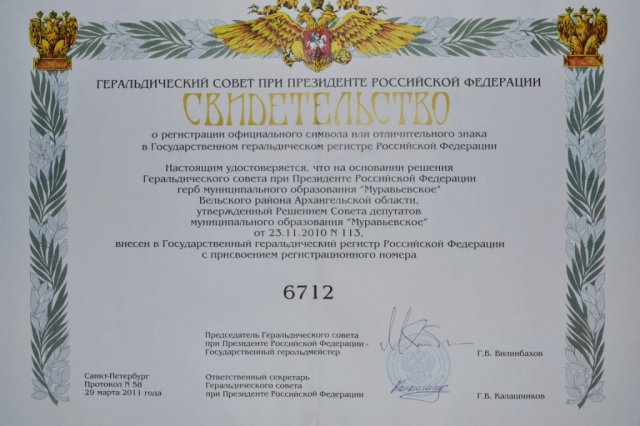 ГЕРАЛЬДИЧЕСКИЙ СОВЕТ ПРИ ПРЕЗИДЕНТЕ РОССИЙСКОЙ ФЕДЕРАЦИИ
СВИДЕТЕЛЬСТВО
о регистрации официального символа или отличительного знака
в Государственном геральдическом регистре Российской Федерации
Настоящим удостоверяется, что на основании решения
Геральдического совета при Президенте Российской Федерации
герб муниципального образования "Муравьевское"
Вельского района Архангельской области,
утвержденный Решением Совета депутатов
муниципального образования "Муравьевское"
от 23.11.2010 N 113,
внесен в Государственный геральдический регистр Российской Федерации
с присвоением регистрационного номера
6712
Председатель Геральдического совета
при Президенте Российской Федерации -
Государственный герольдмейстер
Г.В. Вилинбахов
Санкт-Петербург
Протокол N 58
29 марта 2011 года
Ответственный секретарь
Геральдического совета
при Президенте Российской Федерации
Г.В. Калашников